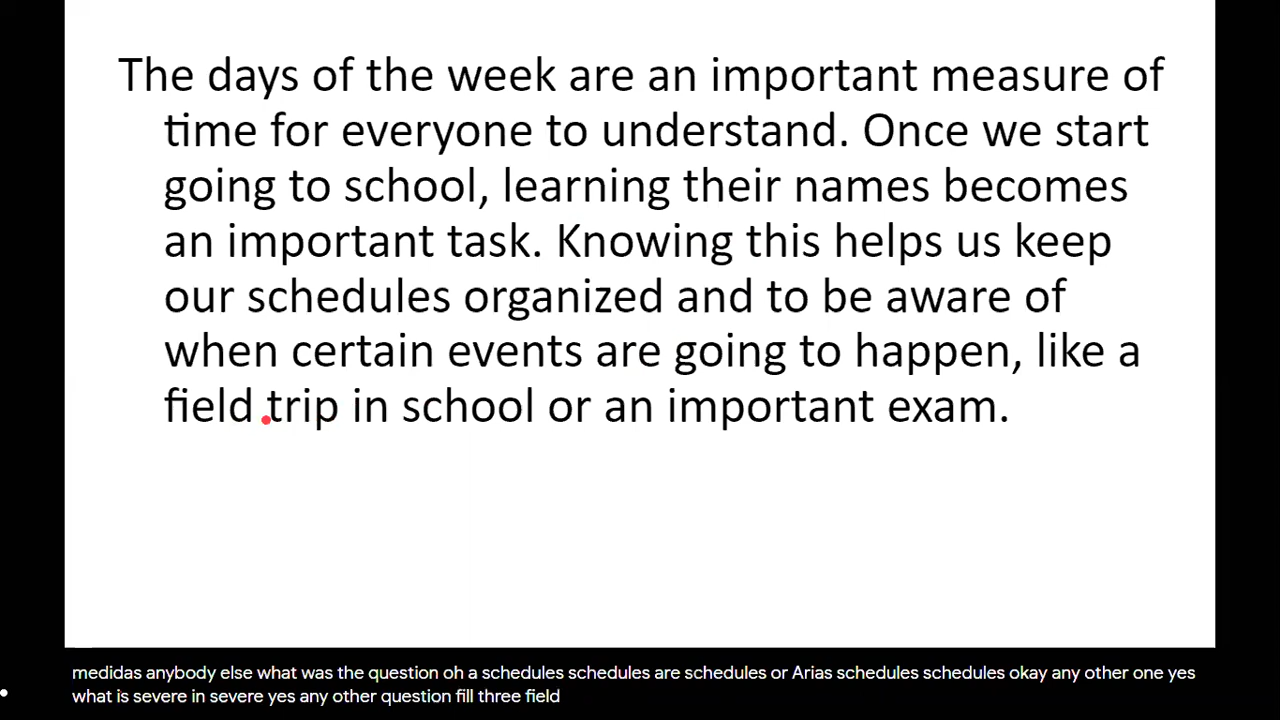 The days of the week are an important measure of
time for everyone to understand. Once we start
going to school, learning their names becomes
an important task. Knowing this helps us keep
our schedules organized and to be aware of
when certain events are going to happen, like a
field trip in school or an important exam.
medidas anybody else what was the question oh a schedules schedules are schedules or Arias schedules schedules okay any other one yes
what is severe in severe yes any other question fill three field